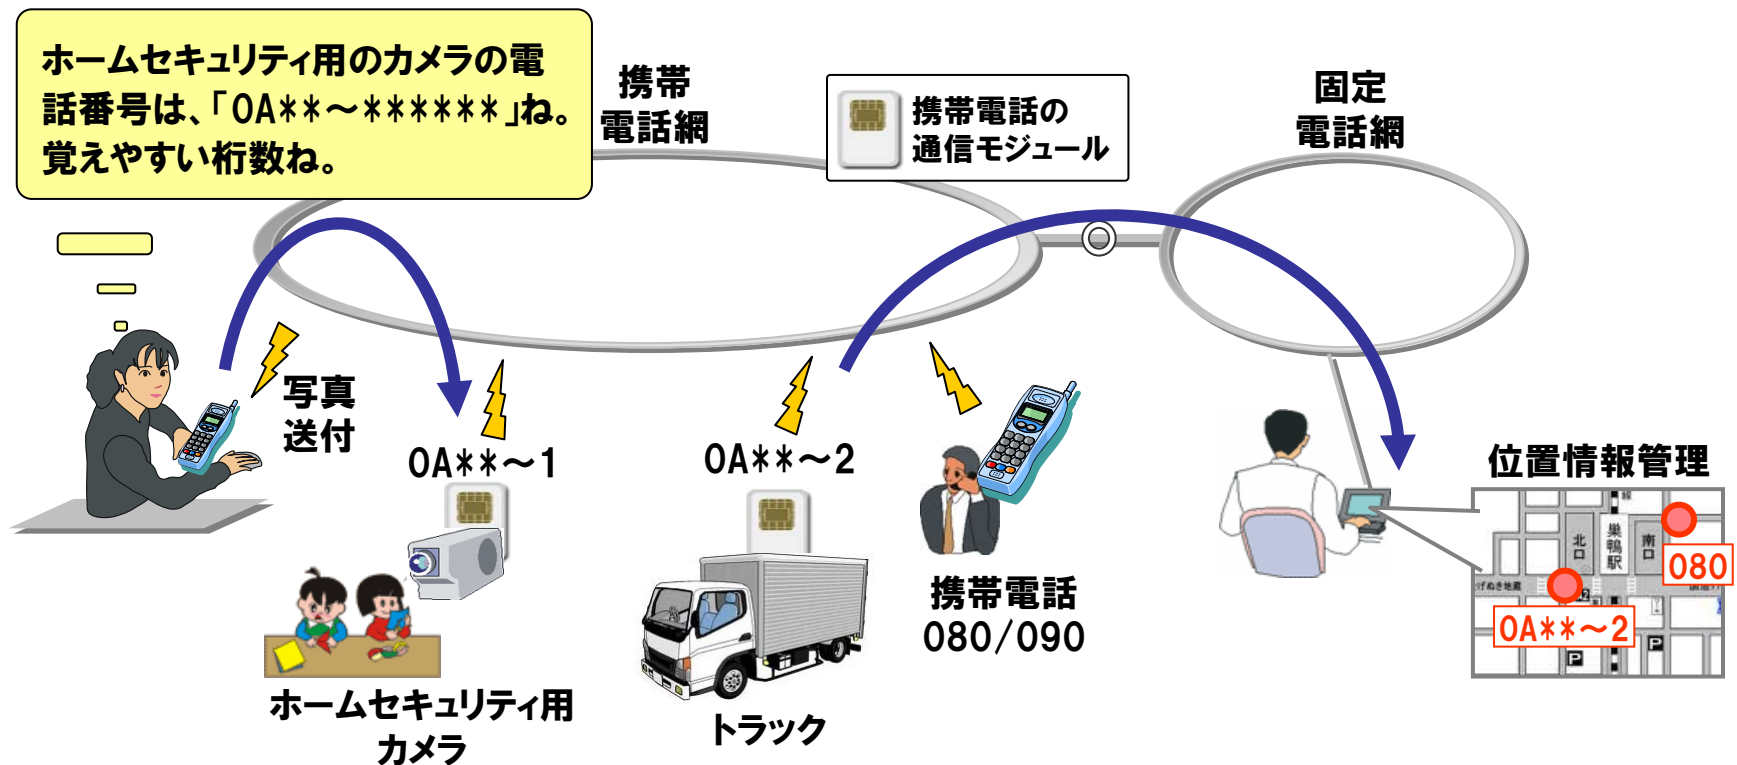 ホームセキュリティ用のカメラの電
話番号は、「0A**～******」ね。
覚えやすい桁数ね。
携帯
電話網
携帯電話の
通信モジュール
固定
電話網
写真
送付
0A**～1
0A**～2
位置情報管理
北口
巣鴨駅
南口
080
げぬき地蔵
0A**～2
P
P
携帯電話
080/090
ホームセキュリティ用
カメラ
トラック